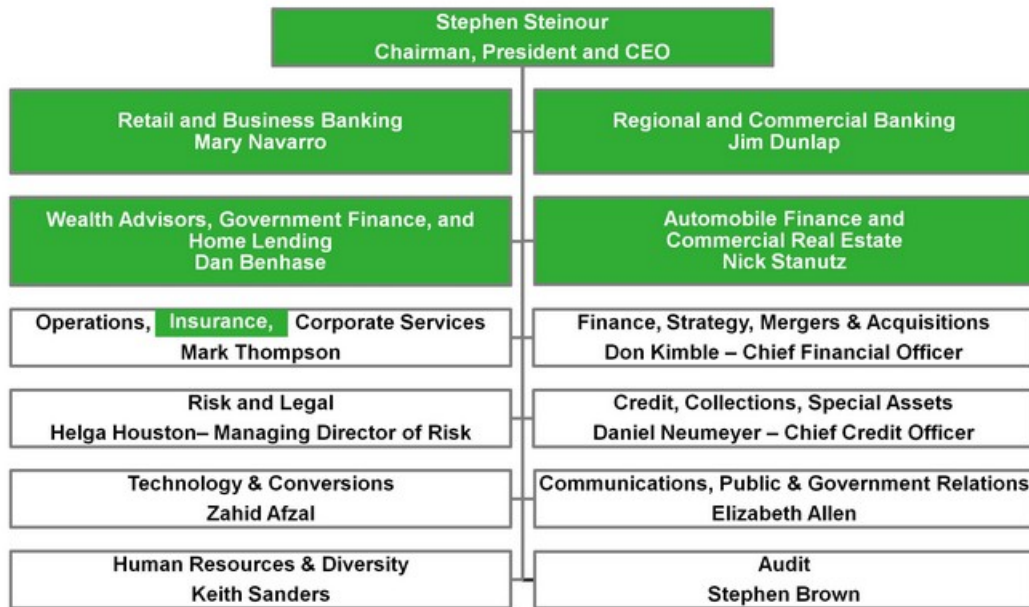 Stephen Steinour
Chairman, President and CEO
Retail and Business Banking
Mary Navarro
Regional and Commercial Banking
Jim Dunlap
Wealth Advisors, Government Finance, and
Home Lending
Dan Benhase
Automobile Finance and
Commercial Real Estate
Nick Stanutz
Operations, Insurance, Corporate Services
Mark Thompson
Finance, Strategy, Mergers & Acquisitions
Don Kimble – Chief Financial Officer
Risk and Legal
Helga Houston– Managing Director of Risk
Credit, Collections, Special Assets
Daniel Neumeyer – Chief Credit Officer
Technology & Conversions
Zahid Afzal
Communications, Public & Government Relations
Elizabeth Allen
Human Resources & Diversity
Keith Sanders
Audit
Stephen Brown